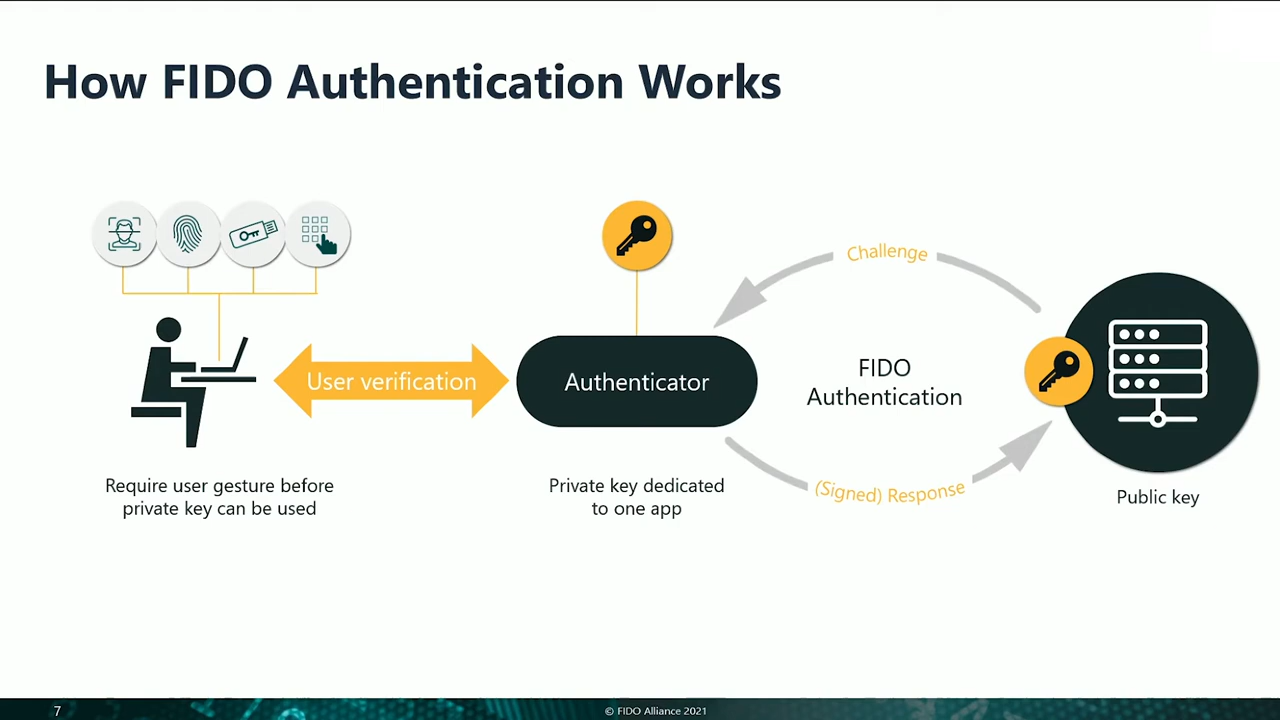 How FIDO Authentication Works
Challenge
User verification
Authenticator
FIDO
Authentication
(Signed) Response
Require user gesture before
private key can be used
Private key dedicated
to one app
Public key
7
© FIDO Alliance 2021